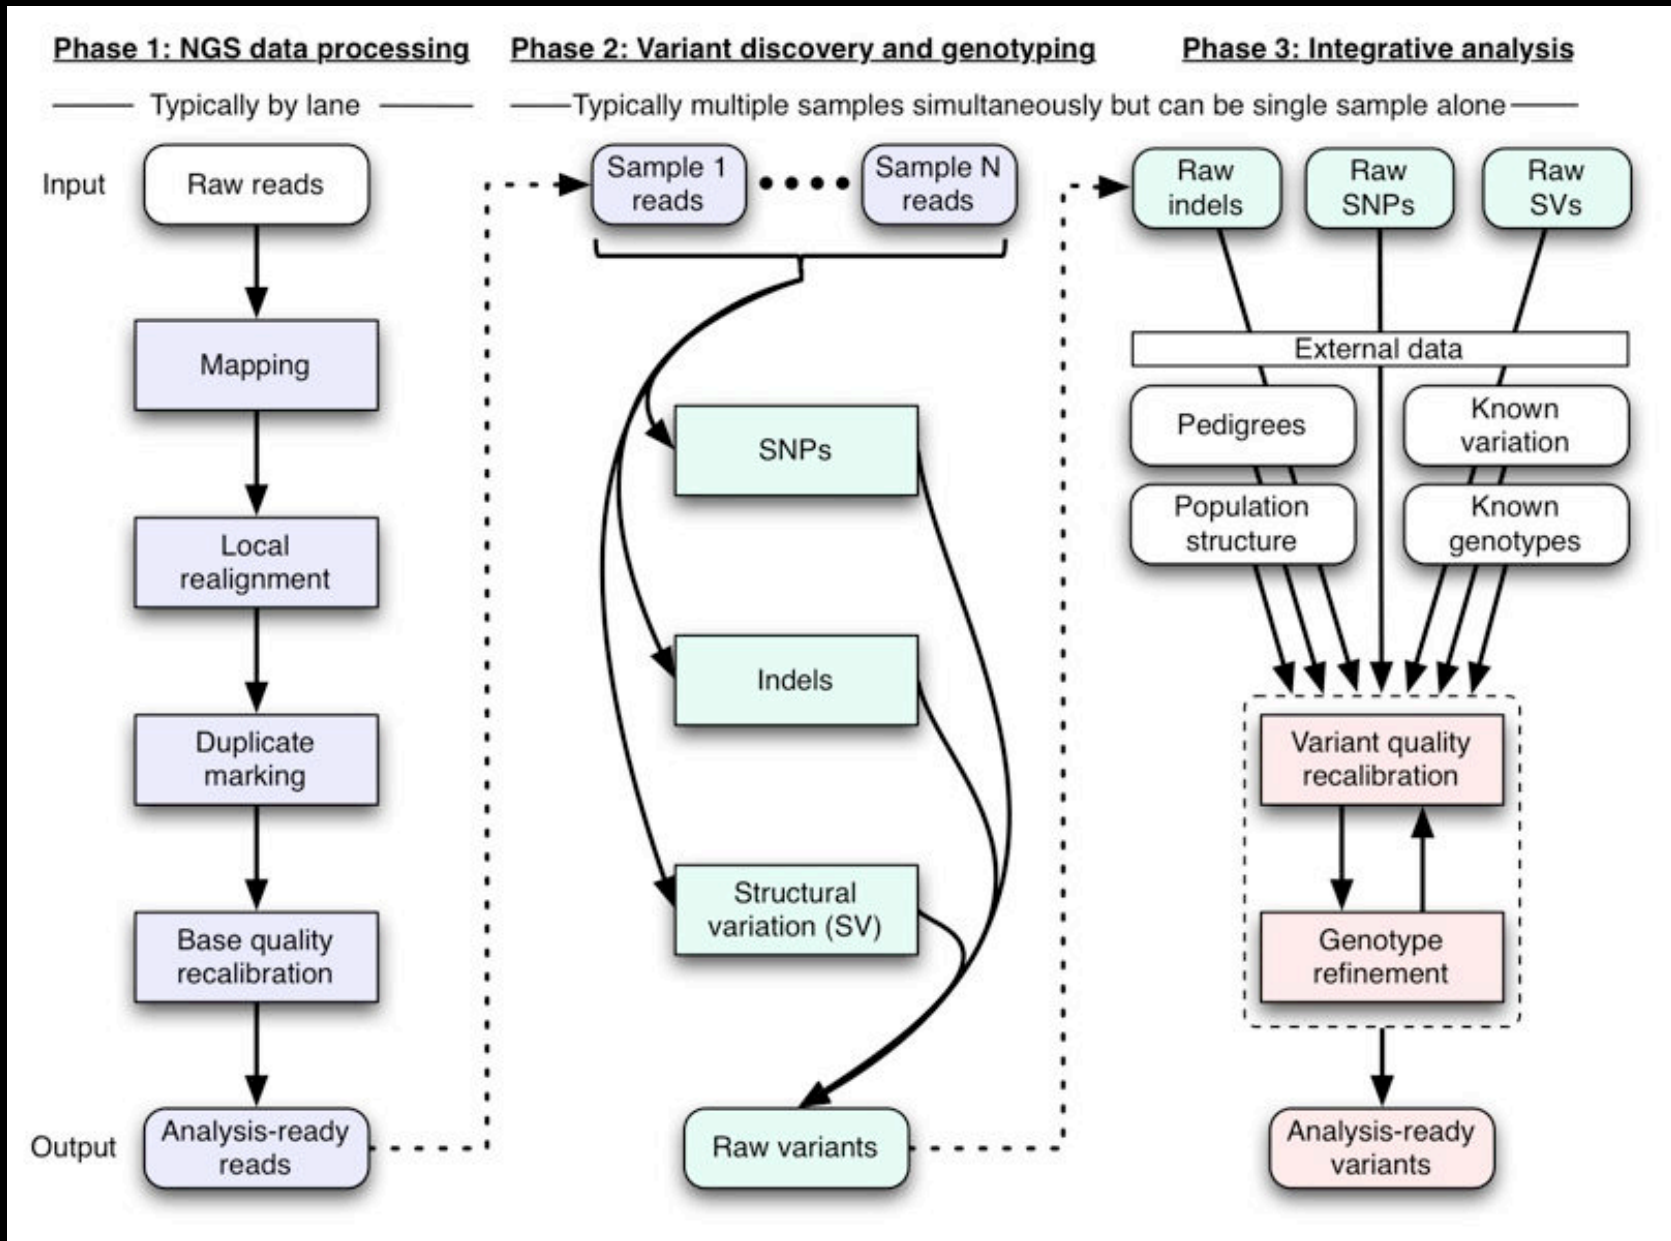 Phase 1: NGS data processing
Typically by lane
Input
Raw reads
Mapping
Local
realignment
Duplicate
marking
Base quality
recalibration
Output
Analysis-ready
reads
Phase 2: Variant discovery and genotyping
Typically multiple samples simultaneously but can be single sample alone
Sample 1
reads
Sample N
reads
SNPs
Indels
Structural
variation (SV)
Raw variants
Phase 3: Integrative analysis
Raw
indels
Raw
SNPs
Raw
SVs
External data
Pedigrees
Known
variation
Population
structure
Known
genotypes
Variant quality
recalibration
Genotype
refinement
Analysis-ready
variants